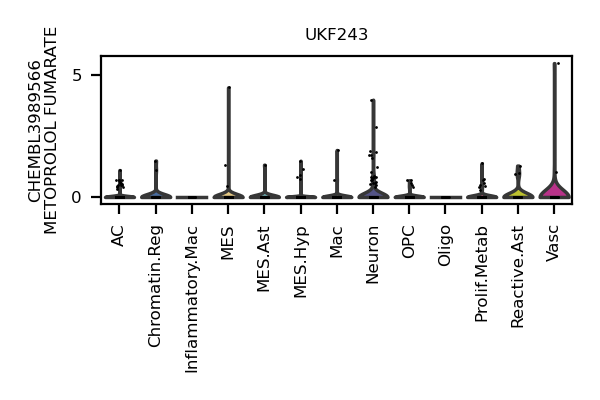 UKF243
CHEMBL3989566
METOPROLOL FUMARATE
5
0
AC
Chromatin.Reg
Inflammatory.Mac
MES
MES.Ast
MES.Hyp
Mac
Neuron
OPC
Oligo
Prolif.Metab
Reactive.Ast
Vasc